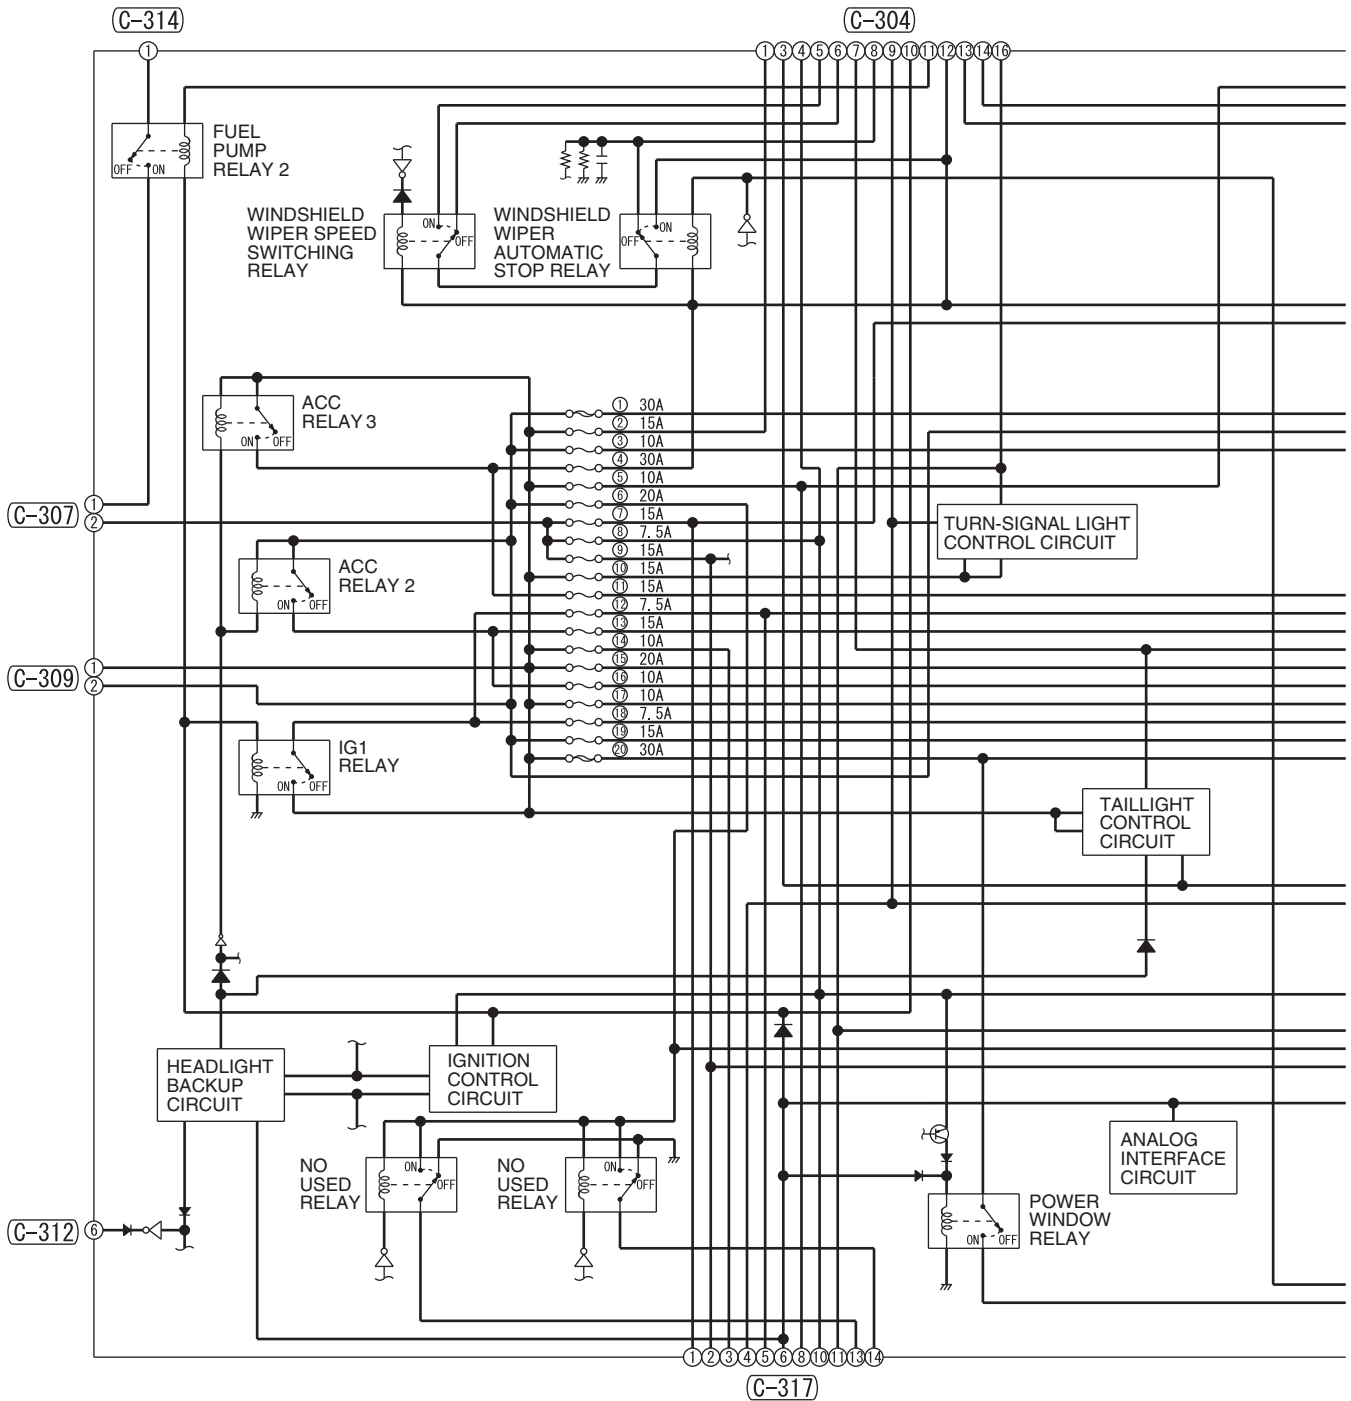 C-314
C-304
1
1 3 4 5 6 7 8 9 10 11 12 13 14 16
FUEL
PUMP
RELAY 2
OFF ON
WINDSHIELD
WIPER SPEED
SWITCHING
RELAY
ON
OFF
WINDSHIELD
WIPER
AUTOMATIC
STOP RELAY
ON
OFF
ACC
RELAY 3
ON OFF
1 30A
2 15A
3 10A
4 30A
5 10A
6 20A
7 15A
8 7.5A
9 15A
10 15A
11 15A
12 7.5A
13 15A
14 10A
15 20A
16 10A
17 10A
18 7.5A
19 15A
20 30A
C-307
1
2
TURN-SIGNAL LIGHT
CONTROL CIRCUIT
ACC
RELAY 2
ON OFF
C-309
1
2
IG1
RELAY
ON OFF
TAILLIGHT
CONTROL
CIRCUIT
HEADLIGHT
BACKUP
CIRCUIT
IGNITION
CONTROL
CIRCUIT
NO
USED
RELAY
ON
OFF
NO
USED
RELAY
ON
OFF
ANALOG
INTERFACE
CIRCUIT
POWER
WINDOW
RELAY
ON OFF
C-312
6
1 2 3 4 5 6 8 10 11 13 14
C-317